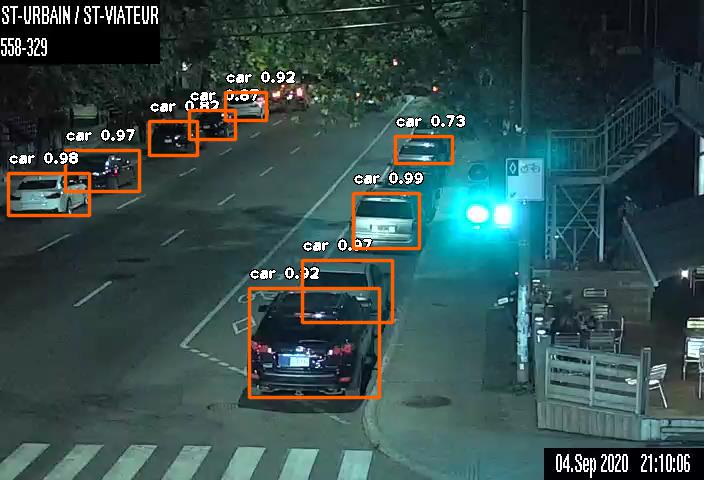 ST-URBAIN / ST-VIATEUR
558-329
car 0.92
car 0.87
car 0.82
car 0.73
car 0.97
car 0.98
car 0.99
car 0.97
car 0.92
04.Sep 2020 21:10:06